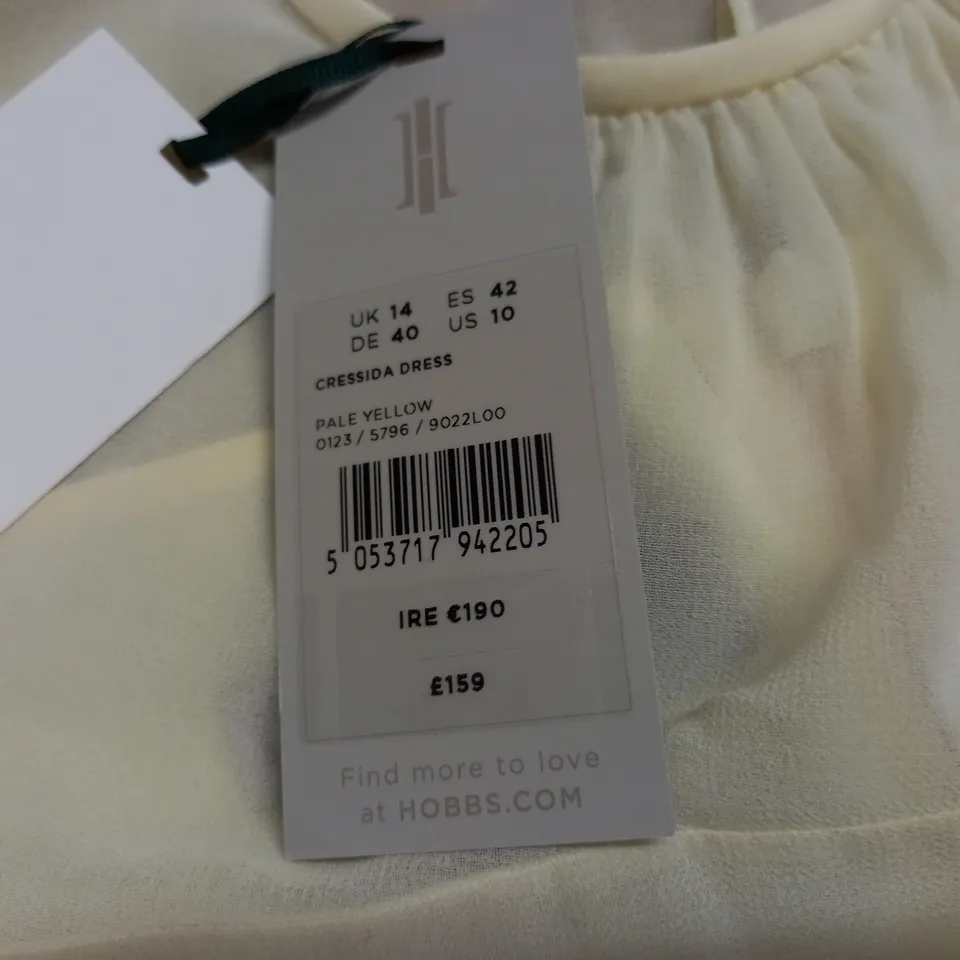 UK 14 ES 42
DE 40 US 10
CRESSIDA DRESS
PALE YELLOW
0123 / 5796 / 9022L00
5 053717 942205
IRE €190
£159
Find more to love
at HOBBS.COM